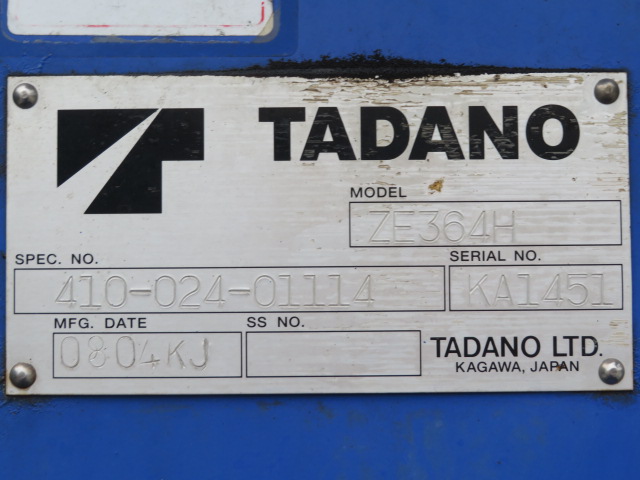 TADANO
MODEL
ZE364H
SPEC. NO.
410-024-01114
SERIAL NO.
KA1451
MFG. DATE
0804KJ
SS NO.
TADANO LTD.
KAGAWA, JAPAN